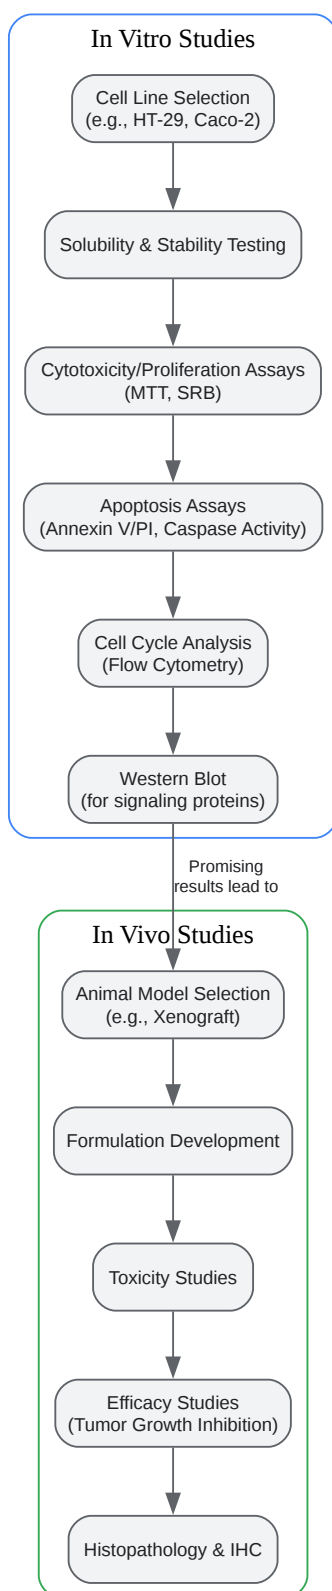 In Vitro Studies
Cell Line Selection
(e.g., HT-29, Caco-2)
Solubility & Stability Testing
Cytotoxicity/Proliferation Assays
(MTT, SRB)
Apoptosis Assays
(Annexin V/PI, Caspase Activity)
Cell Cycle Analysis
(Flow Cytometry)
Western Blot
(for signaling proteins)
Promising
results lead to
In Vivo Studies
Animal Model Selection
(e.g., Xenograft)
Formulation Development
Toxicity Studies
Efficacy Studies
(Tumor Growth Inhibition)
Histopathology & IHC